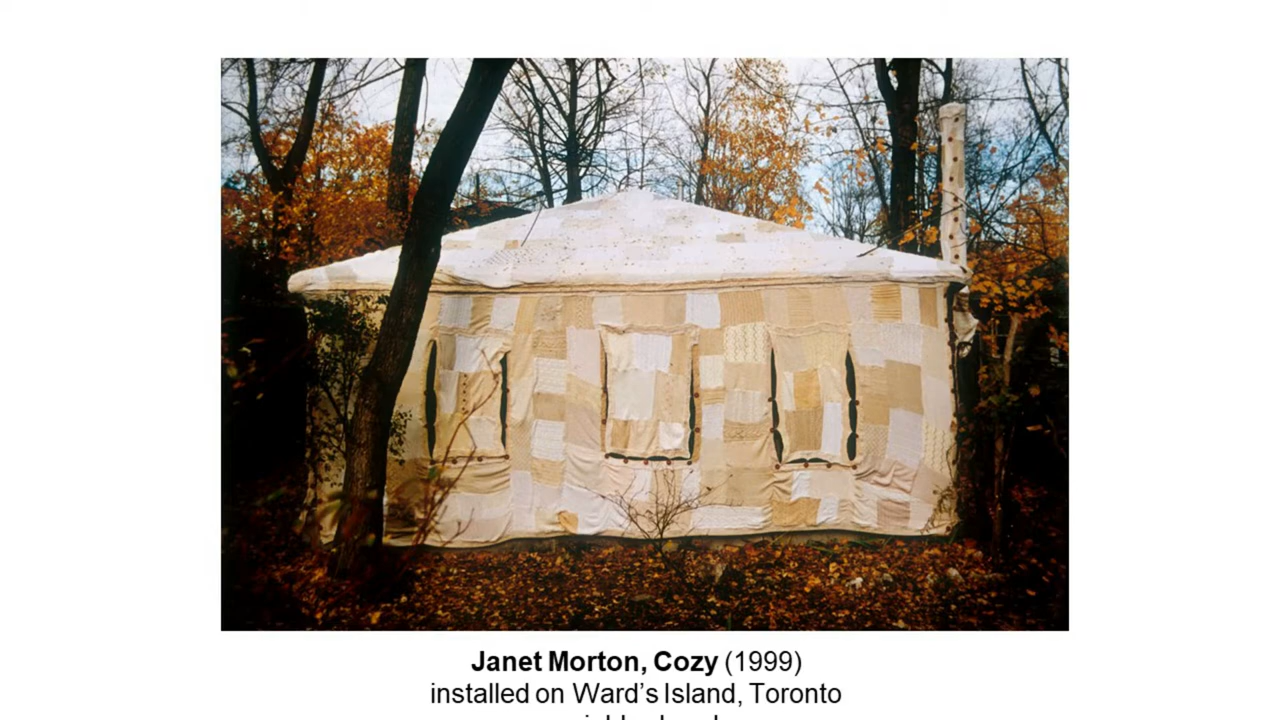 Janet Morton, Cozy (1999)
installed on Ward's Island, Toronto